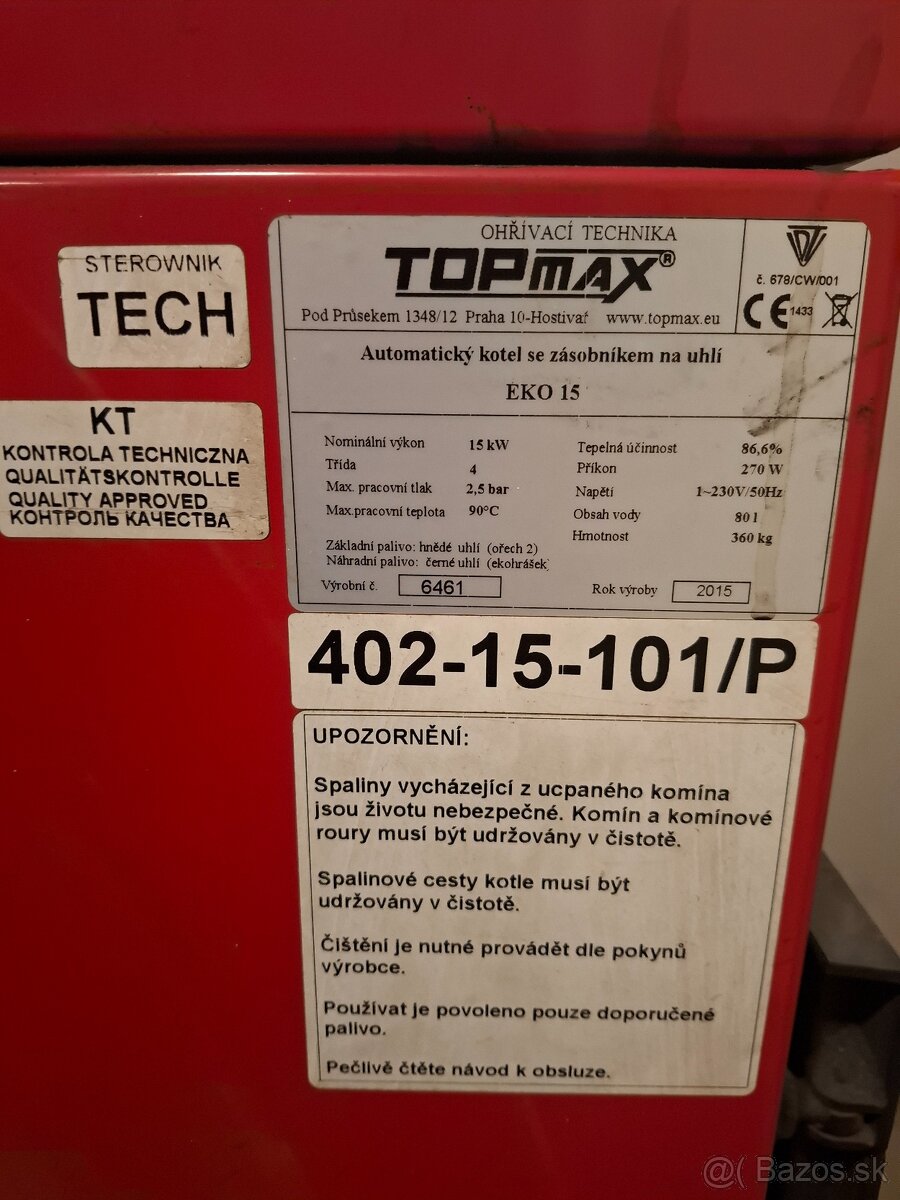 STEROWNIK
TECH
KT
KONTROLA TECHNICZNA
QUALITÄTSKONTROLLE
QUALITY APPROVED
КОНТРОЛЬ КАЧЕСТВА
OHŘÍVACÍ TECHNIKA
TOPMAX®
Pod Průsekem 1348/12 Praha 10-Hostivař www.topmax.eu
č. 678/CW/001
CE 1433
Automatický kotel se zásobníkem na uhlí
EKO 15
Nominální výkon 15 kW
Třída 4
Max. pracovní tlak 2,5 bar
Max.pracovní teplota 90°C
Tepelná účinnost 86,6%
Příkon 270 W
Napětí 1~230V/50Hz
Obsah vody 80 l
Hmotnost 360 kg
Základní palivo: hnědé uhlí (ořech 2)
Náhradní palivo: černé uhlí (ekohrášek)
Výrobní č. 6461
Rok výroby 2015
402-15-101/P
UPOZORNĚNÍ:
Spaliny vycházející z ucpaného komína
jsou životu nebezpečné. Komín a komínové
roury musí být udržovány v čistotě.
Spalinové cesty kotle musí být
udržovány v čistotě.
Čištění je nutné provádět dle pokynů
výrobce.
Používat je povoleno pouze doporučené
palivo.
Pečlivě čtěte návod k obsluze.
@( Bazos.sk